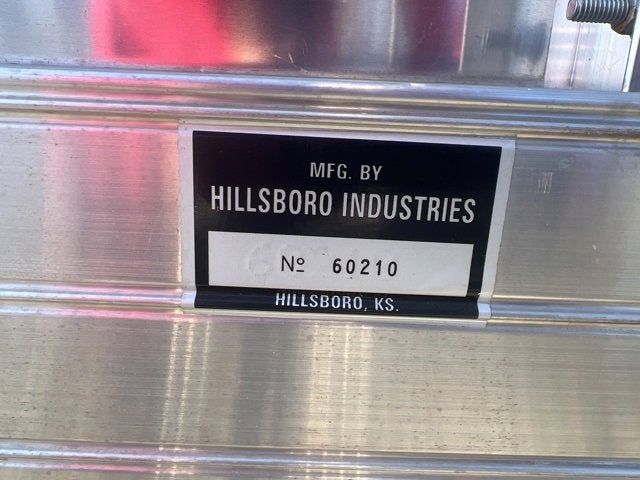 MFG. BY
HILLSBORO INDUSTRIES
Nº 60210
HILLSBORO, KS.